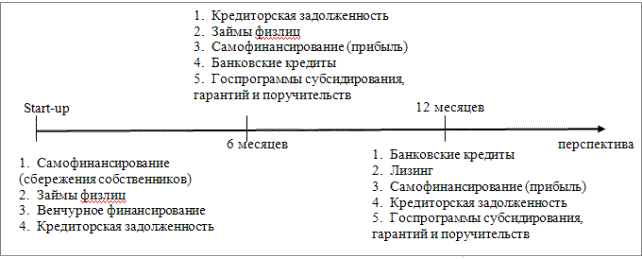 1. Кредиторская задолженность
2. Займы физлиц
3. Самофинансирование (прибыль)
4. Банковские кредиты
5. Госпрограммы субсидирования,
гарантий и поручительств
Start-up
12 месяцев
6 месяцев
перспектива
1. Самофинансирование
(сбережения собственников)
2. Займы физлиц
3. Венчурное финансирование
4. Кредиторская задолженность
1. Банковские кредиты
2. Лизинг
3. Самофинансирование (прибыль)
4. Кредиторская задолженность
5. Госпрограммы субсидирования,
гарантий и поручительств